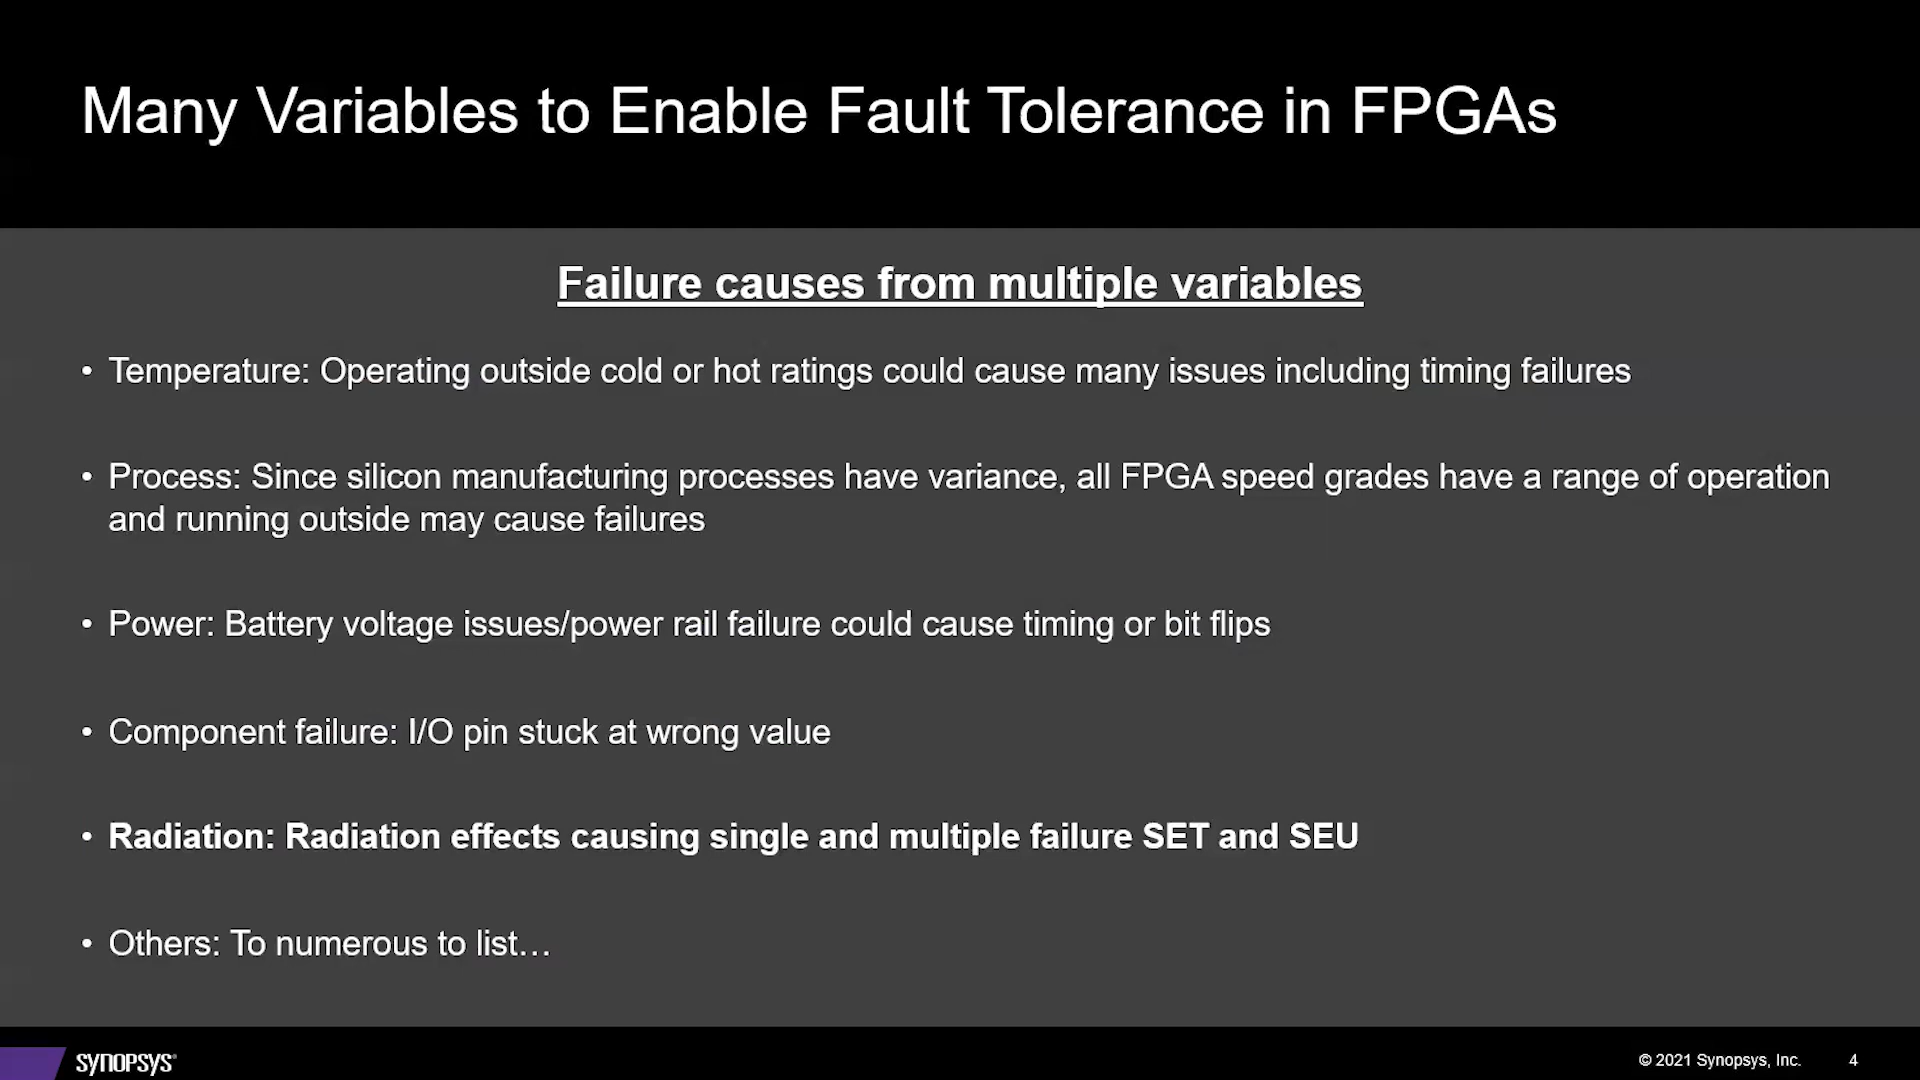 Many Variables to Enable Fault Tolerance in FPGAs
Failure causes from multiple variables
• Temperature: Operating outside cold or hot ratings could cause many issues including timing failures
• Process: Since silicon manufacturing processes have variance, all FPGA speed grades have a range of operation
and running outside may cause failures
• Power: Battery voltage issues/power rail failure could cause timing or bit flips
• Component failure: I/O pin stuck at wrong value
• Radiation: Radiation effects causing single and multiple failure SET and SEU
• Others: To numerous to list…
SYNOPSYS®
© 2021 Synopsys, Inc. 4